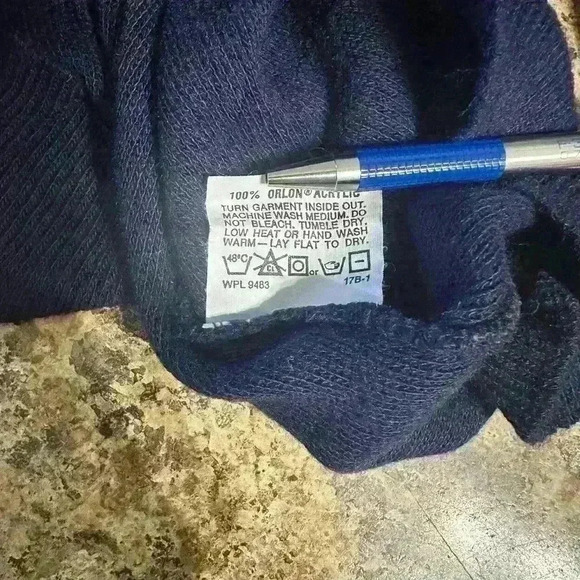 100% ORLON® ACRYLIC
TURN GARMENT INSIDE OUT.
MACHINE WASH MEDIUM. DO
NOT BLEACH. TUMBLE DRY.
LOW HEAT OR HAND WASH
WARM—LAY FLAT TO DRY.
48°C CL or
WPL 9483 17B-1